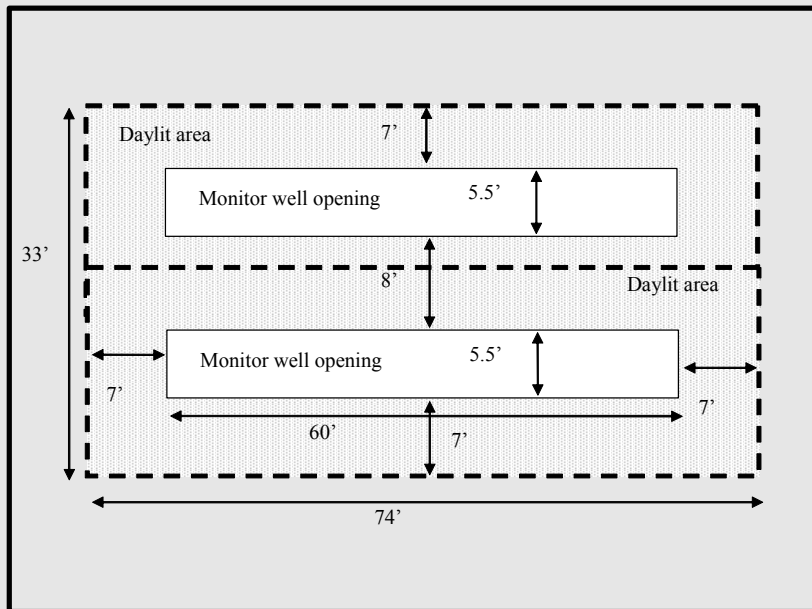 7’
Daylit area
Monitor well opening
5.5’
33’
8’
Daylit area
Monitor well opening
5.5’
7’
7’
60’
7’
74’